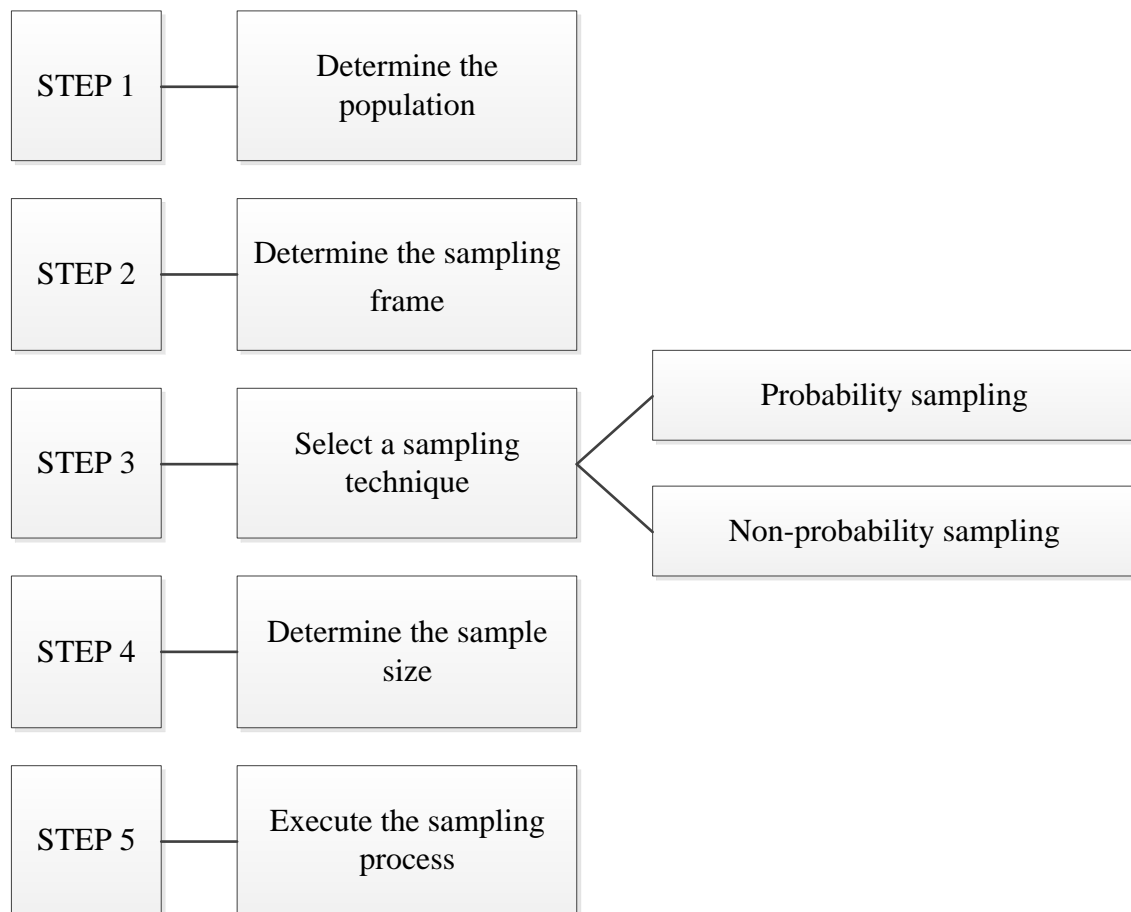 STEP 1
Determine the
population
STEP 2
Determine the sampling
frame
STEP 3
Select a sampling
technique
Probability sampling
Non-probability sampling
STEP 4
Determine the sample
size
STEP 5
Execute the sampling
process